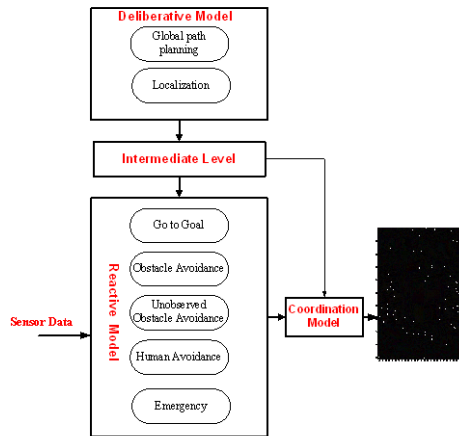 Deliberative Model
Global path
planning
Localization
Intermediate Level
Reactive Model
Go to Goal
Obstacle Avoidance
Unobserved
Obstacle Avoidance
Human Avoidance
Emergency
Sensor Data
Coordination
Model